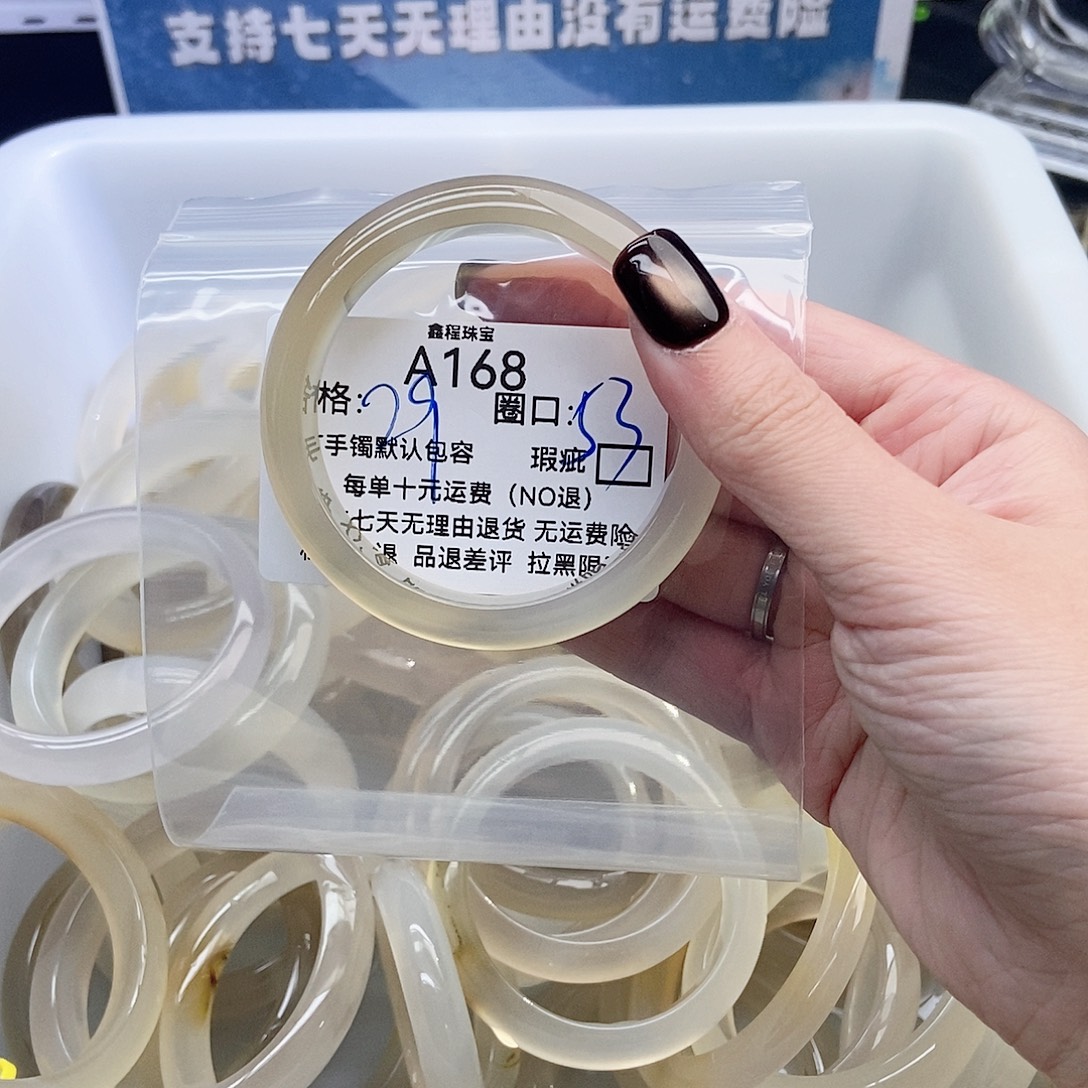 支持七天无理由没有运费险
鑫程珠宝
A168
格:29 圈口:53
手镯默认包容 瑕疵
每单十元运费（NO退）
七天无理由退货 无运费险
退 品退差评 拉黑限